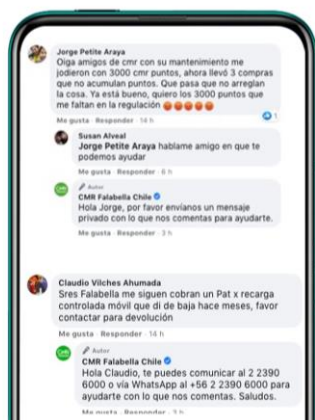 Jorge Petite Araya
Oiga amigos de cmr con su mantenimiento me
jodieron con 3000 cmr puntos, ahora llevó 3 compras
que no acumulan puntos. Que pasa que no arreglan
la cosa. Ya está bueno, quiero los 3000 puntos que
me faltan en la regulación 😡😡😡😡😡
Me gusta · Responder · 14 h
1
Susan Alveal
Jorge Petite Araya hablame amigo en que te
podemos ayudar
Me gusta · Responder · 6 h
Autor
CMR Falabella Chile
Hola Jorge, por favor envíanos un mensaje
privado con lo que nos comentas para ayudarte.
Me gusta · Responder · 3 h
Claudio Vilches Ahumada
Sres Falabella me siguen cobran un Pat x recarga
controlada móvil que di de baja hace meses, favor
contactar para devolución
Me gusta · Responder · 14 h
Autor
CMR Falabella Chile
Hola Claudio, te puedes comunicar al 2 2390
6000 o vía WhatsApp al +56 2 2390 6000 para
ayudarte con lo que nos comentas. Saludos.
Me gusta · Responder · 3 h